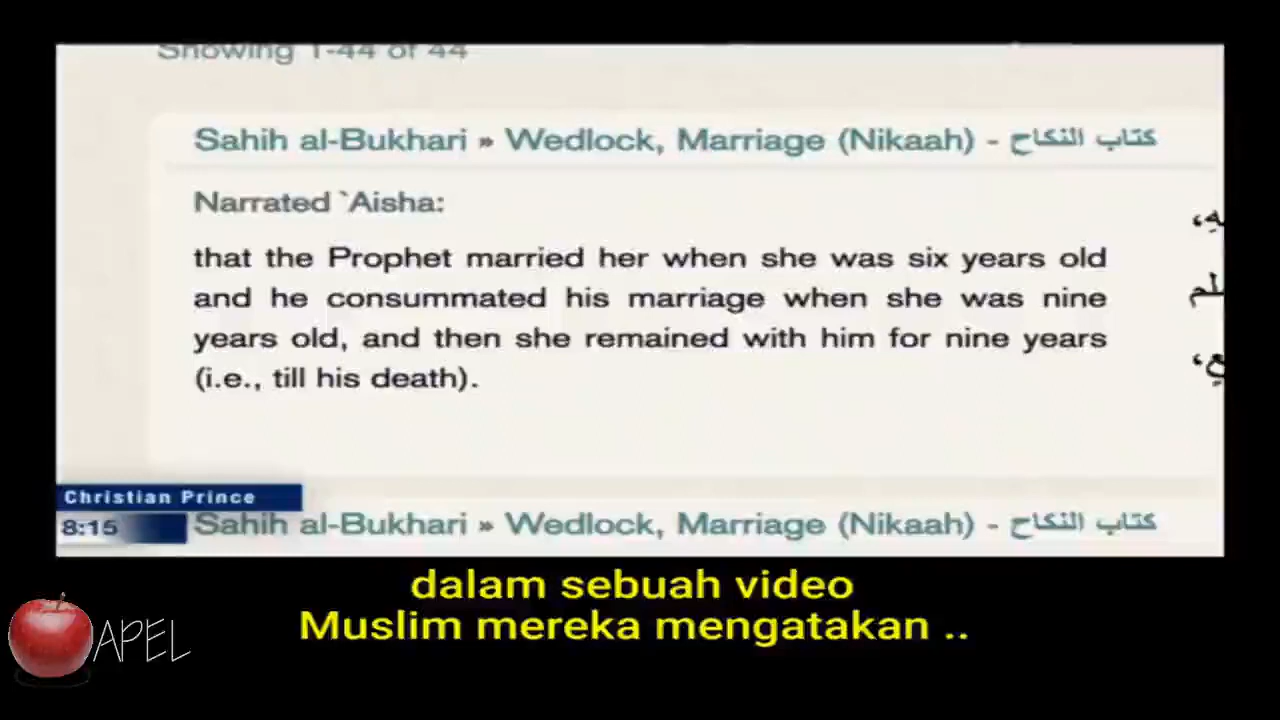 Showing 1-44 of 44
Sahih al-Bukhari » Wedlock, Marriage (Nikaah) - كتاب النكاح
Narrated `Aisha:
that the Prophet married her when she was six years old
and he consummated his marriage when she was nine
years old, and then she remained with him for nine years
(i.e., till his death).
Christian Prince
8:15
Sahih al-Bukhari » Wedlock, Marriage (Nikaah) - كتاب النكاح
dalam sebuah video
Muslim mereka mengatakan ..
APEL